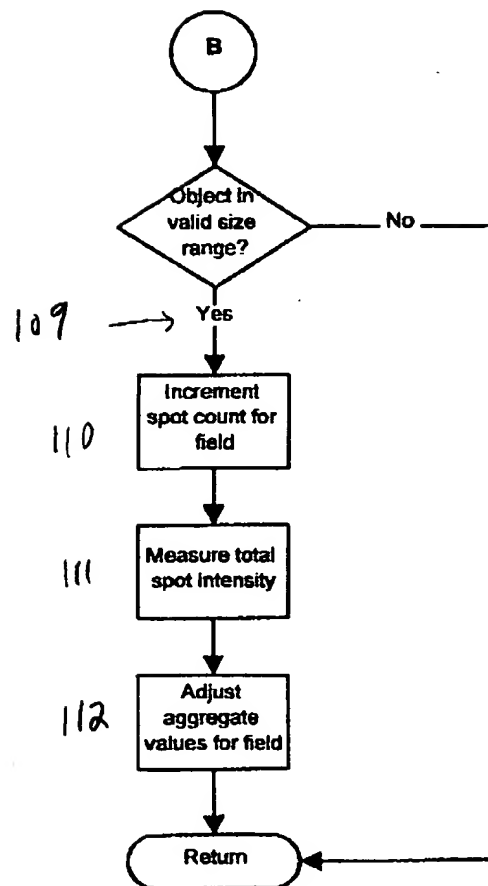 B
Object in
valid size
range?
No
109
Yes
Increment
spot count for
field
110
Measure total
spot intensity
111
Adjust
aggregate
values for field
112
Return